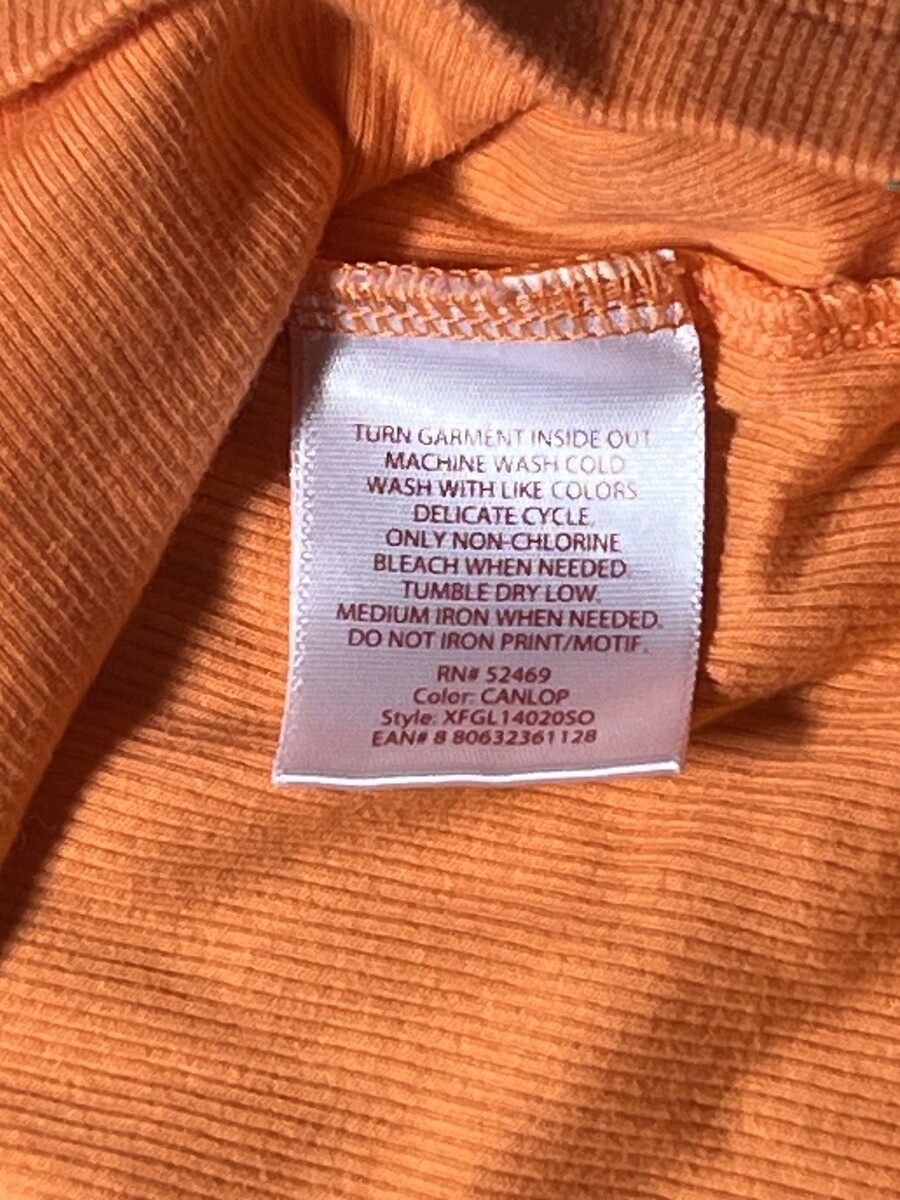 TURN GARMENT INSIDE OUT
MACHINE WASH COLD
WASH WITH LIKE COLORS
DELICATE CYCLE.
ONLY NON-CHLORINE
BLEACH WHEN NEEDED.
TUMBLE DRY LOW.
MEDIUM IRON WHEN NEEDED.
DO NOT IRON PRINT/MOTIF.
RN# 52469
Color: CANLOP
Style: XFGL14020SO
EAN# 8 80632361128